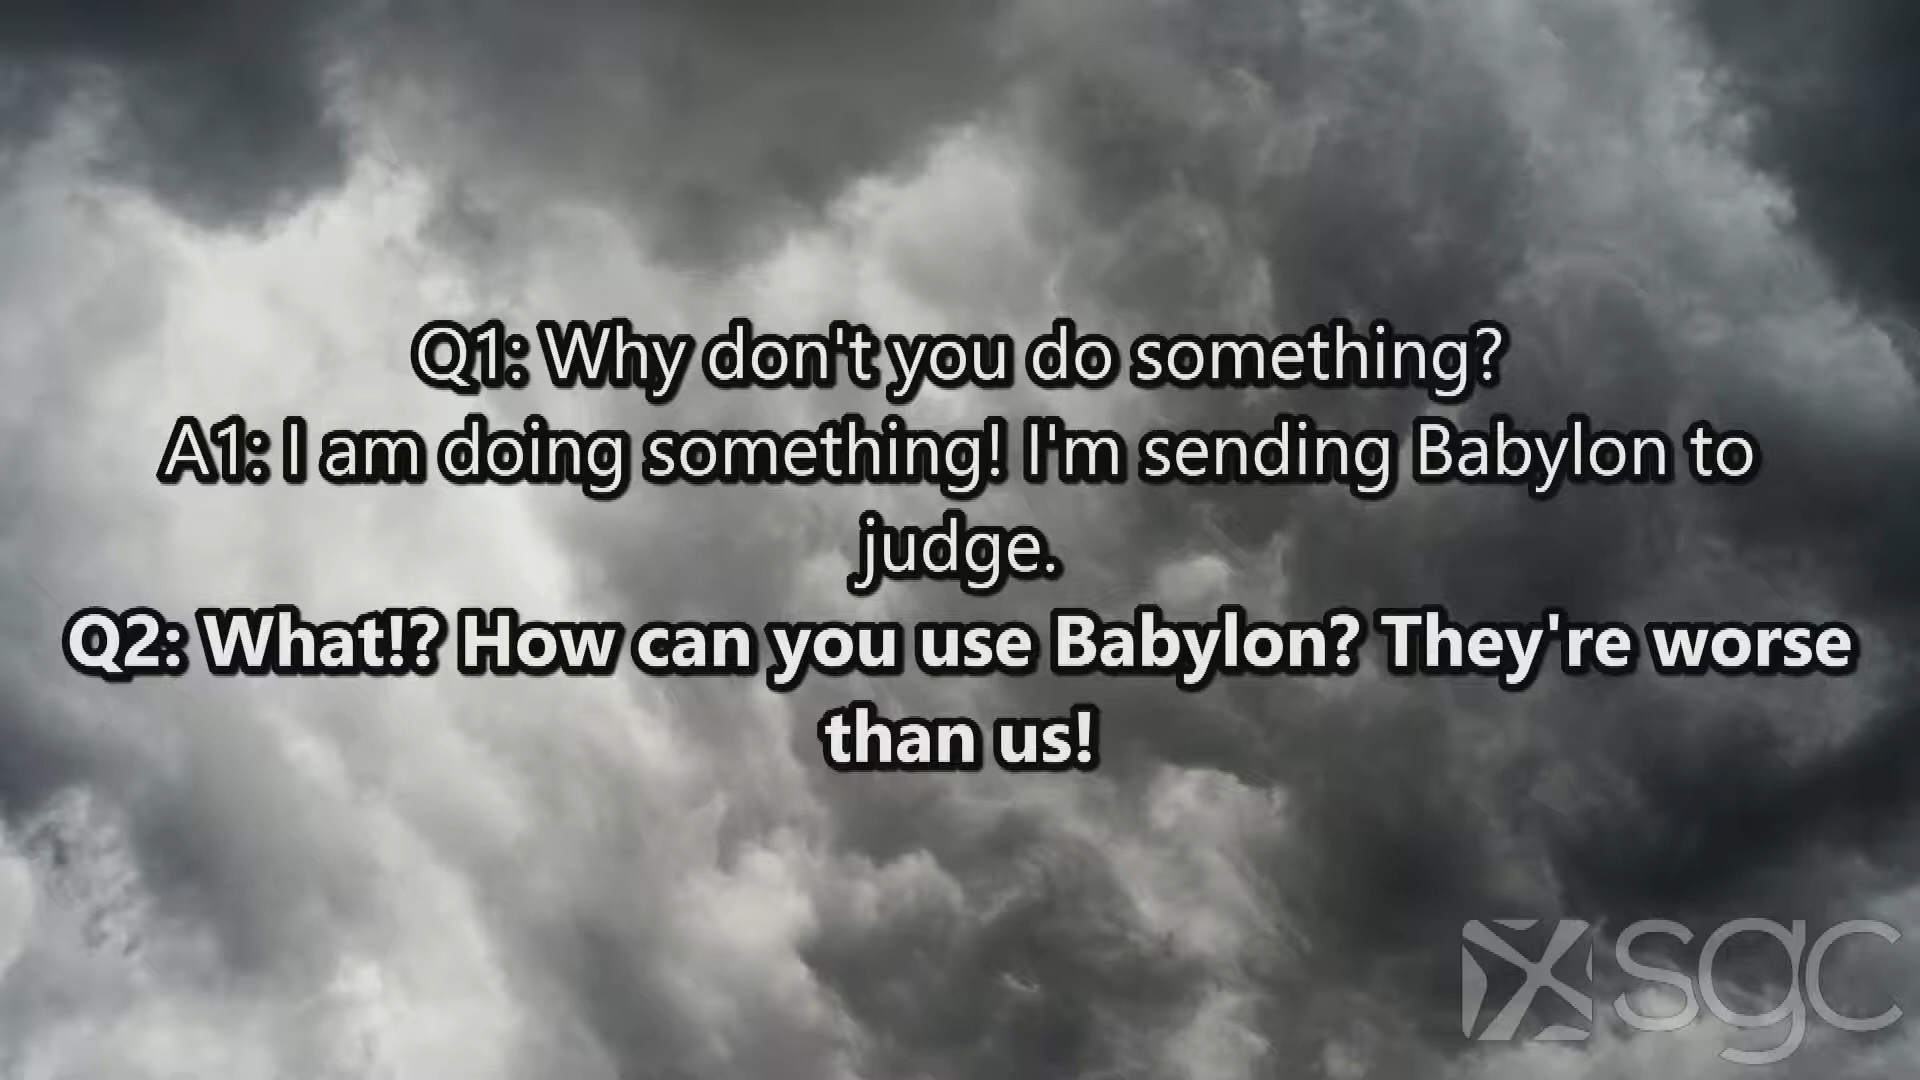 Q1: Why don't you do something?
A1: I am doing something! I'm sending Babylon to
judge.
Q2: What!? How can you use Babylon? They're worse
than us!
sgc